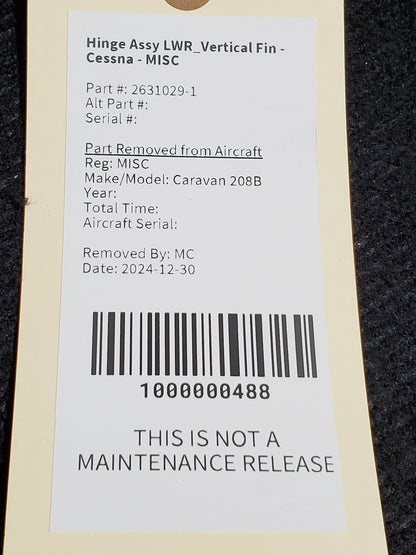 Hinge Assy LWR_Vertical Fin -
Cessna - MISC
Part #: 2631029-1
Alt Part #:
Serial #:
Part Removed from Aircraft
Reg: MISC
Make/Model: Caravan 208B
Year:
Total Time:
Aircraft Serial:
Removed By: MC
Date: 2024-12-30
1000000488
THIS IS NOT A
MAINTENANCE RELEASE